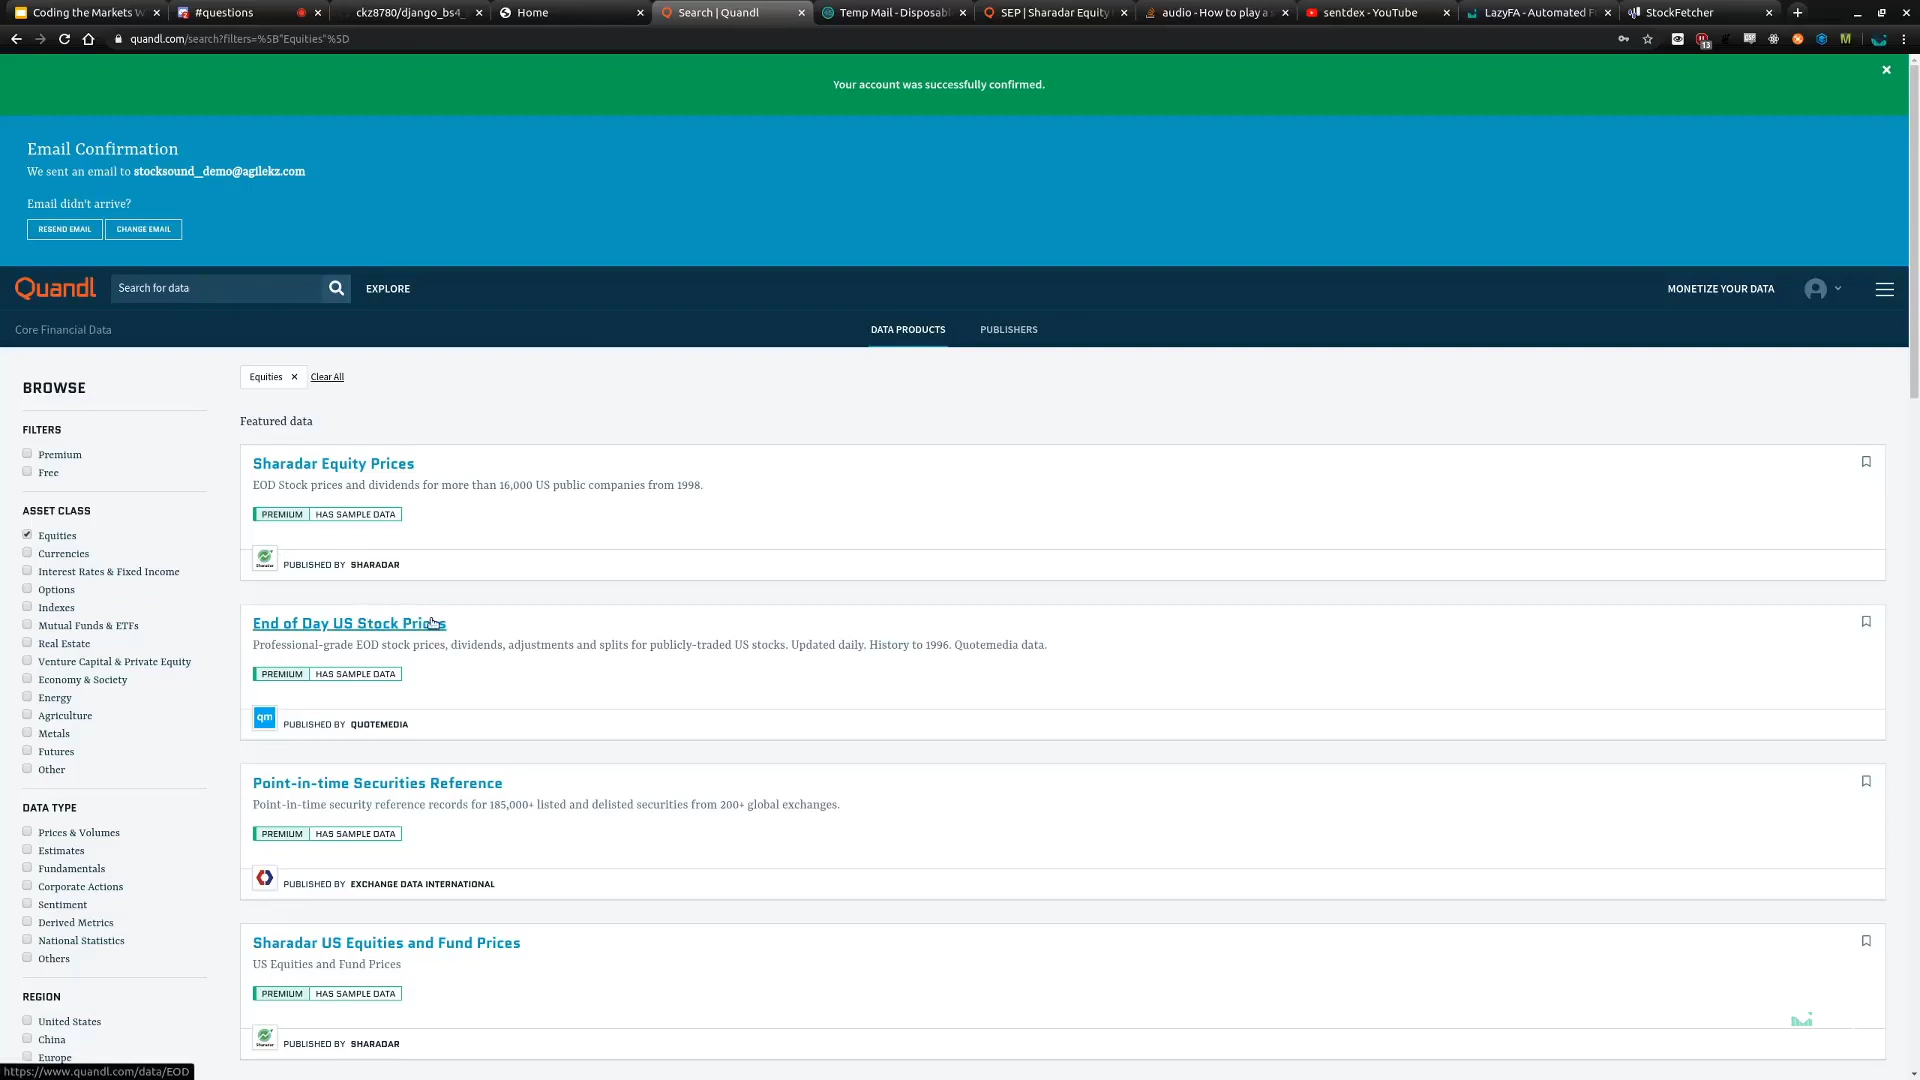 Coding the Markets W
#questions
ckz8780/django_bs4_
Home
Search | Quandl
Temp Mail - Disposab
SEP | Sharadar Equity
audio - How to play a s
sentdex - YouTube
LazyFA - Automated F
StockFetcher
quandl.com/search?filters=%5B"Equities"%5D
13
Your account was successfully confirmed.
Email Confirmation
We sent an email to stocksound_demo@agilekz.com
Email didn't arrive?
RESEND EMAIL
CHANGE EMAIL
Quandl
Search for data
EXPLORE
MONETIZE YOUR DATA
Core Financial Data
DATA PRODUCTS
PUBLISHERS
BROWSE
FILTERS
Premium
Free
ASSET CLASS
Equities
Currencies
Interest Rates & Fixed Income
Options
Indexes
Mutual Funds & ETFs
Real Estate
Venture Capital & Private Equity
Economy & Society
Energy
Agriculture
Metals
Futures
Other
DATA TYPE
Prices & Volumes
Estimates
Fundamentals
Corporate Actions
Sentiment
Derived Metrics
National Statistics
Others
REGION
United States
China
Europe
Equities
Clear All
Featured data
Sharadar Equity Prices
EOD Stock prices and dividends for more than 16,000 US public companies from 1998.
PREMIUM HAS SAMPLE DATA
PUBLISHED BY SHARADAR
End of Day US Stock Prices
Professional-grade EOD stock prices, dividends, adjustments and splits for publicly-traded US stocks. Updated daily. History to 1996. Quotemedia data.
PREMIUM HAS SAMPLE DATA
qm
PUBLISHED BY QUOTEMEDIA
Point-in-time Securities Reference
Point-in-time security reference records for 185,000+ listed and delisted securities from 200+ global exchanges.
PREMIUM HAS SAMPLE DATA
PUBLISHED BY EXCHANGE DATA INTERNATIONAL
Sharadar US Equities and Fund Prices
US Equities and Fund Prices
PREMIUM HAS SAMPLE DATA
PUBLISHED BY SHARADAR
https://www.quandl.com/data/EOD